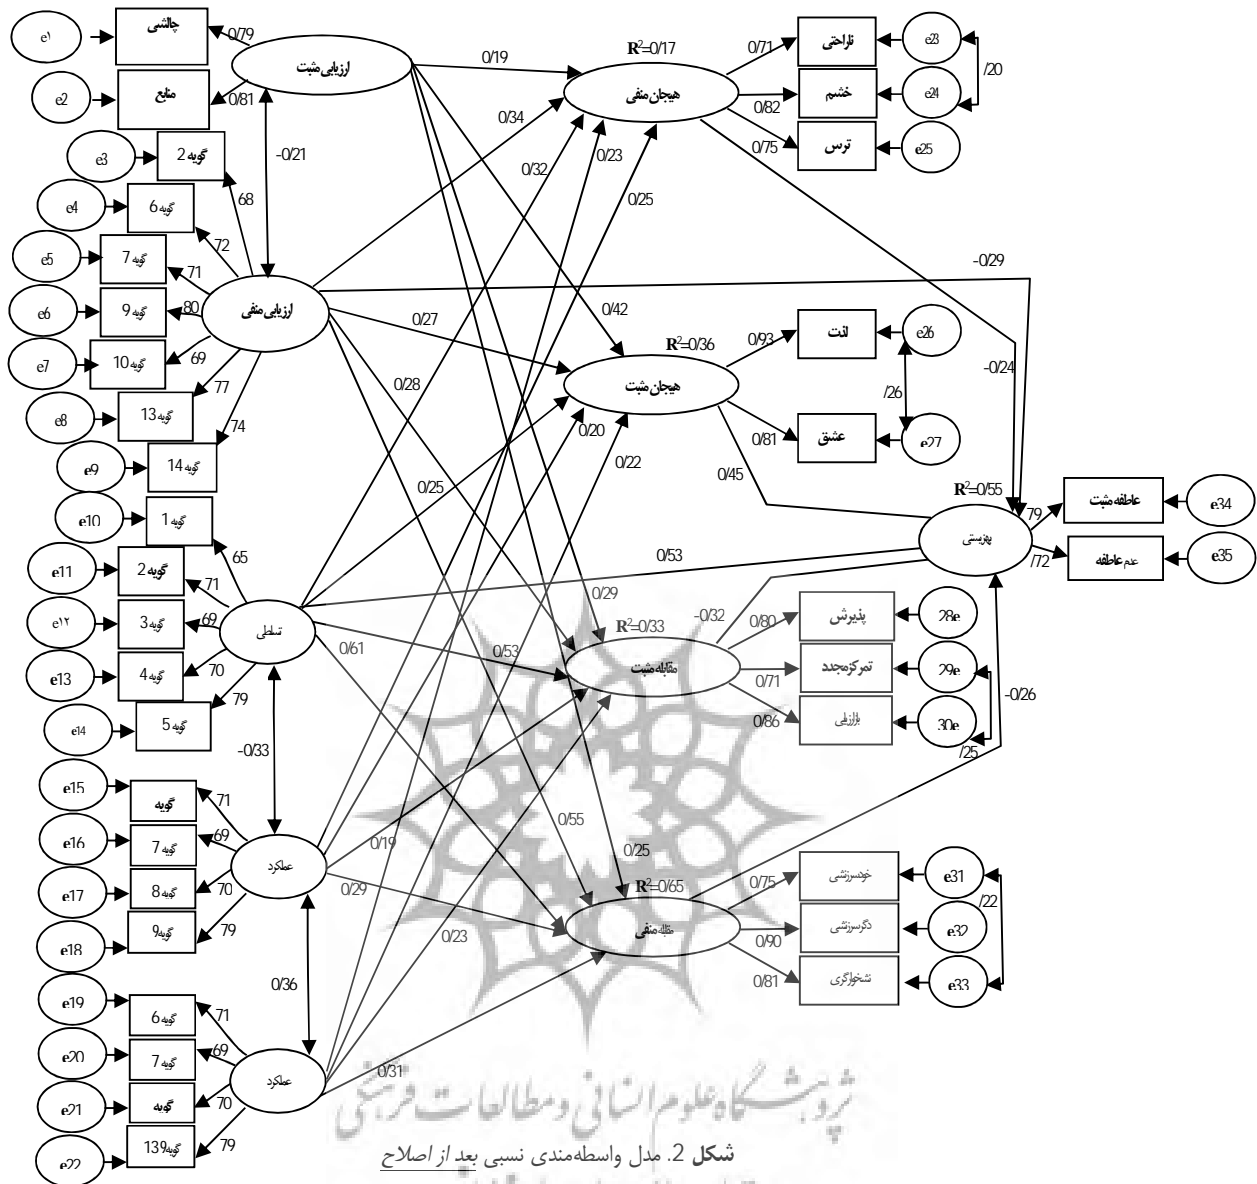 e۱
چالشی
0/79
ارزیابی مثبت
e2
منابع
0/81
e3
گویه 2
68
-0/21
e4
گویه 6
72
e5
گویه 7
71
e6
گویه 9
80
ارزیابی منفی
e7
گویه 10
69
e8
گویه 13
77
e9
گویه 14
74
e10
گویه 1
65
e11
گویه 2
71
e۱۲
گویه 3
69
تسلطی
e13
گویه 4
70
e14
گویه 5
79
-0/33
e15
گویه
71
e16
گویه 7
69
عملکرد
e17
گویه 8
70
e18
گویه9
79
0/36
e19
گویه 6
71
e20
گویه 7
69
عملکرد
e21
گویه
70
e22
گویه139
79
0/19
0/34
0/32
0/23
0/25
0/42
0/27
0/28
0/20
0/22
0/25
0/53
0/29
0/61
0/53
0/55
0/19
0/25
0/29
0/23
0/31
R²=0/17
هیجان منفی
0/71
ناراحتی
e23
/20
0/82
خشم
e24
0/75
ترس
e25
-0/29
-0/24
R²=0/36
هیجان مثبت
0/93
لذت
e26
/26
0/81
عشق
e27
0/45
R²=0/55
بهزیستی
79
عاطفه مثبت
e34
/72
عدم عاطفه
e35
-0/32
R²=0/33
مقابله مثبت
0/80
پذیرش
28e
0/71
تمرکزمجدد
29e
0/86
بازارزیابی
30e
/25
-0/26
R²=0/65
مقابله منفی
0/75
خودسرزنشی
e31
/22
0/90
دگرسرزنشی
e32
0/81
نشخوارگری
e33
پژوهشگاه علوم انسانی و مطالعات فرهنگی
شکل 2. مدل واسطه‌مندی نسبی بعد از اصلاح